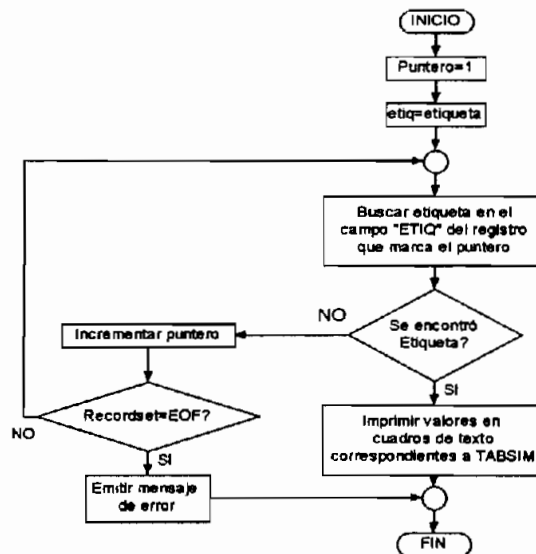 INICIO
Puntero=1
etiq=etiqueta
Buscar etiqueta en el
campo "ETIQ" del registro
que marca el puntero
Se encontró
Etiqueta?
NO
SI
Incrementar puntero
Recordset=EOF?
NO
SI
Imprimir valores en
cuadros de texto
correspondientes a TABSIM
Emitir mensaje
de error
FIN